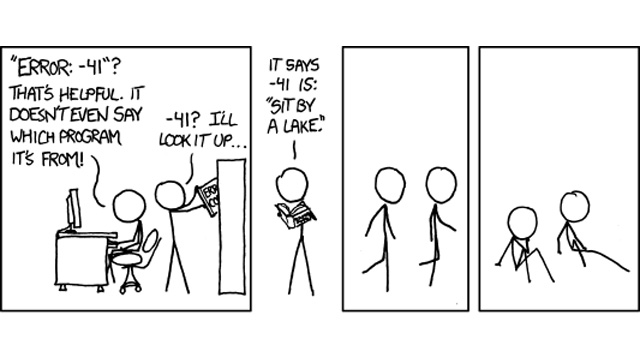 "ERROR: -41"?
THAT'S HELPFUL. IT
DOESN'T EVEN SAY
WHICH PROGRAM
IT'S FROM!
-41? I'LL
LOOK IT UP...
IT SAYS
-41 IS:
"SIT BY
A LAKE."